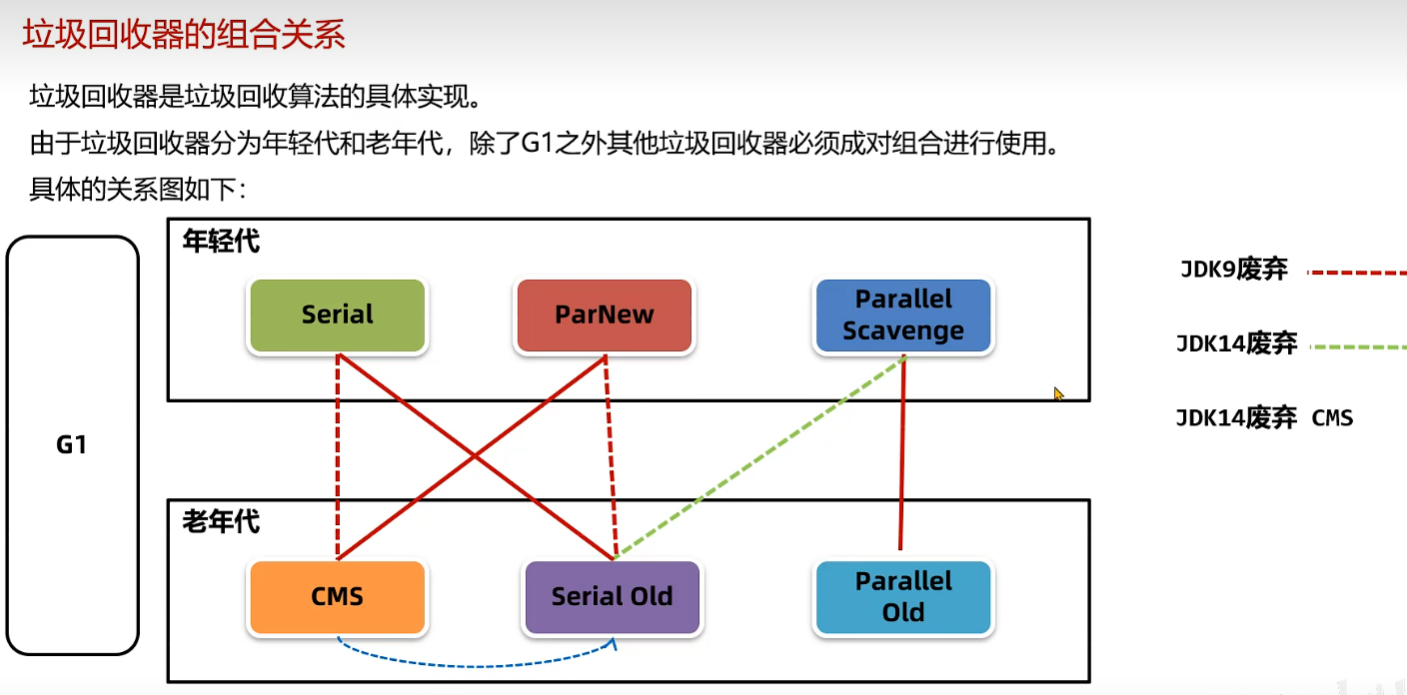 垃圾回收器的组合关系
垃圾回收器是垃圾回收算法的具体实现。
由于垃圾回收器分为年轻代和老年代，除了G1之外其他垃圾回收器必须成对组合进行使用。
具体的关系图如下：
G1
年轻代
Serial
ParNew
Parallel
Scavenge
老年代
CMS
Serial Old
Parallel
Old
JDK9废弃
JDK14废弃
JDK14废弃 CMS